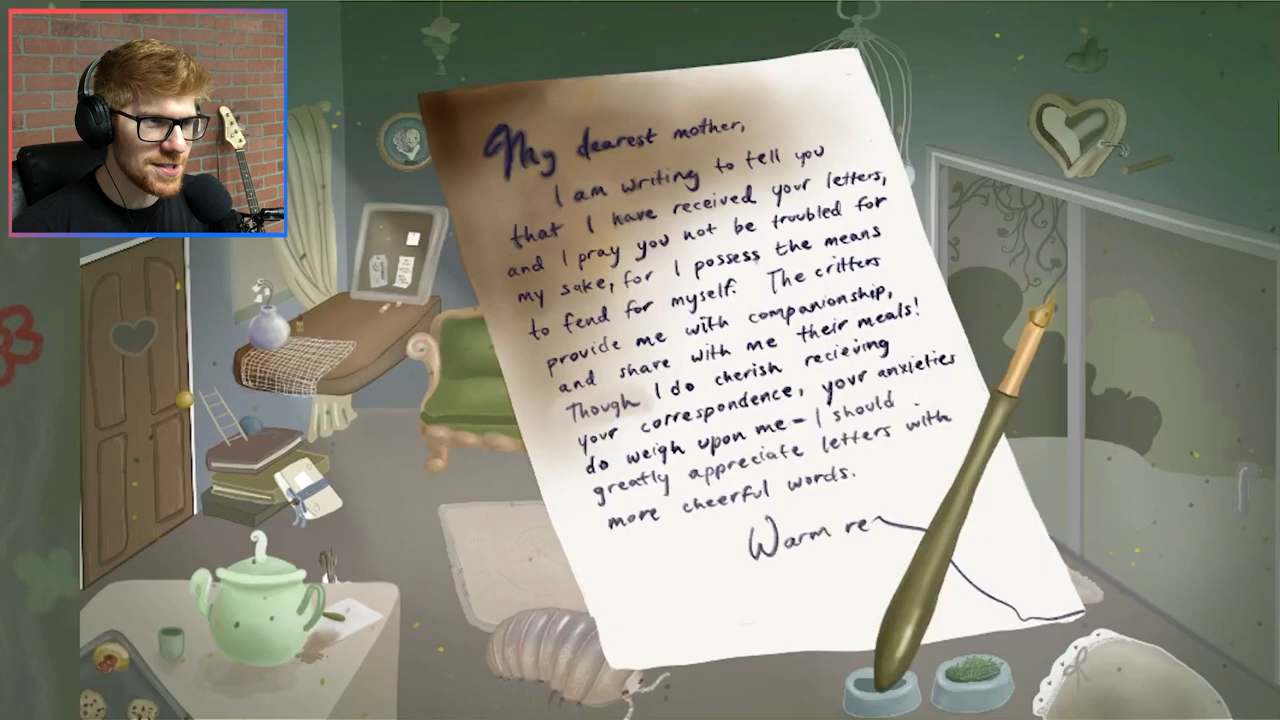 My dearest mother,
I am writing to tell you
that I have received your letters,
and I pray you not be troubled for
my sake, for I possess the means
to fend for myself. The critters
provide me with companionship,
and share with me their meals!
Though I do cherish recieving
your correspondence, your anxieties
do weigh upon me - I should
greatly appreciate letters with
more cheerful words.
Warm re